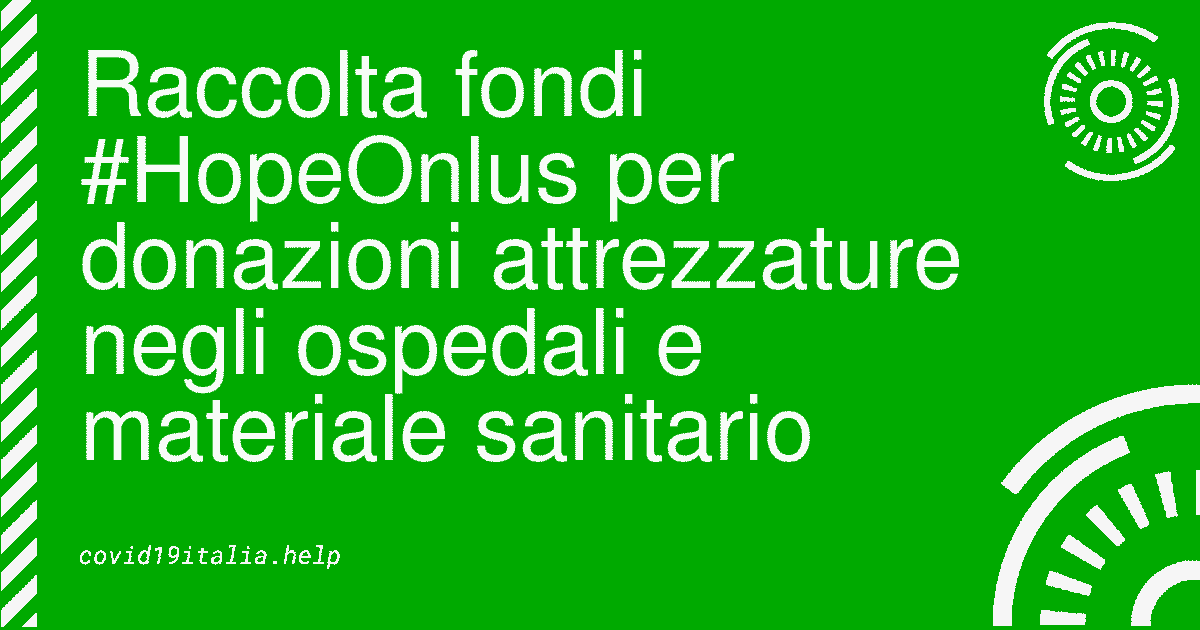 Raccolta fondi
#HopeOnlus per
donazioni attrezzature
negli ospedali e
materiale sanitario
covid19italia.help